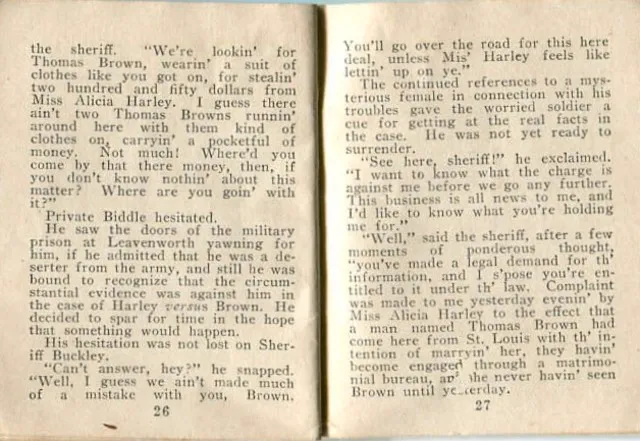 the sheriff. "We're lookin' for
Thomas Brown, wearin' a suit of
clothes like you got on, for stealin'
two hundred and fifty dollars from
Miss Alicia Harley. I guess there
ain't two Thomas Browns runnin'
around here with them kind of
clothes on, carryin' a pocketful of
money. Not much! Where'd you
come by that there money, then, if
you don't know nothin' about this
matter? Where are you goin' with
it?"
Private Biddle hesitated.
He saw the doors of the military
prison at Leavenworth yawning for
him, if he admitted that he was a de-
serter from the army, and still he was
bound to recognize that the circum-
stantial evidence was against him in
the case of Harley versus Brown. He
decided to spar for time in the hope
that something would happen.
His hesitation was not lost on Sher-
iff Buckley.
"Can't answer, hey?" he snapped.
"Well, I guess we ain't made much
of a mistake with you, Brown.
26
You'll go over the road for this here
deal, unless Mis' Harley feels like
lettin' up on ye."
The continued references to a mys-
terious female in connection with his
troubles gave the worried soldier a
cue for getting at the real facts in
the case. He was not yet ready to
surrender.
"See here, sheriff!" he exclaimed.
"I want to know what the charge is
against me before we go any further.
This business is all news to me, and
I'd like to know what you're holding
me for."
"Well," said the sheriff, after a few
moments of ponderous thought,
"you've made a legal demand for th'
information, and I s'pose you're en-
titled to it under th' law. Complaint
was made to me yesterday evenin' by
Miss Alicia Harley to the effect that
a man named Thomas Brown had
come here from St. Louis with th' in-
tention of marryin' her, they havin'
become engaged through a matrimo-
nial bureau, she never havin' seen
Brown until
27